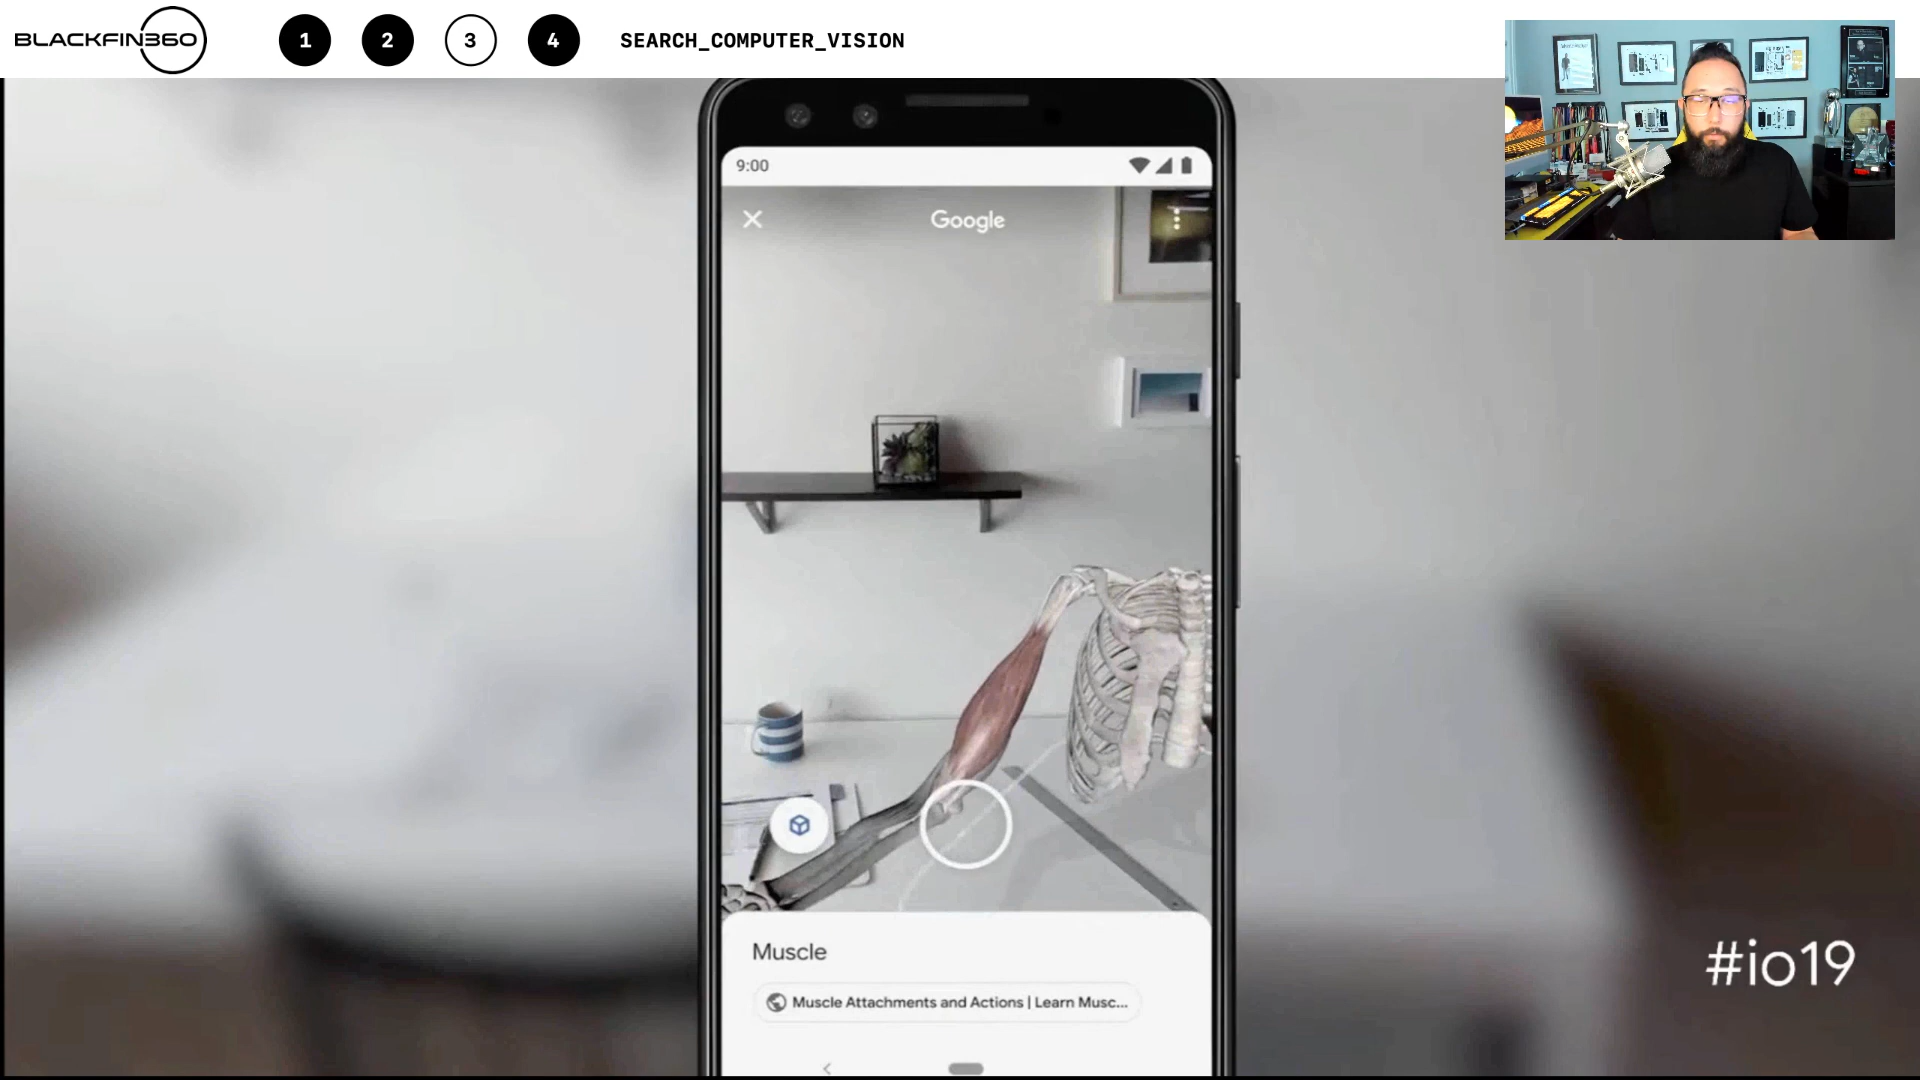 BLACKFIN360
1 2 3 4 SEARCH_COMPUTER_VISION
9:00
Google
Muscle
Muscle Attachments and Actions | Learn Musc...
#io19